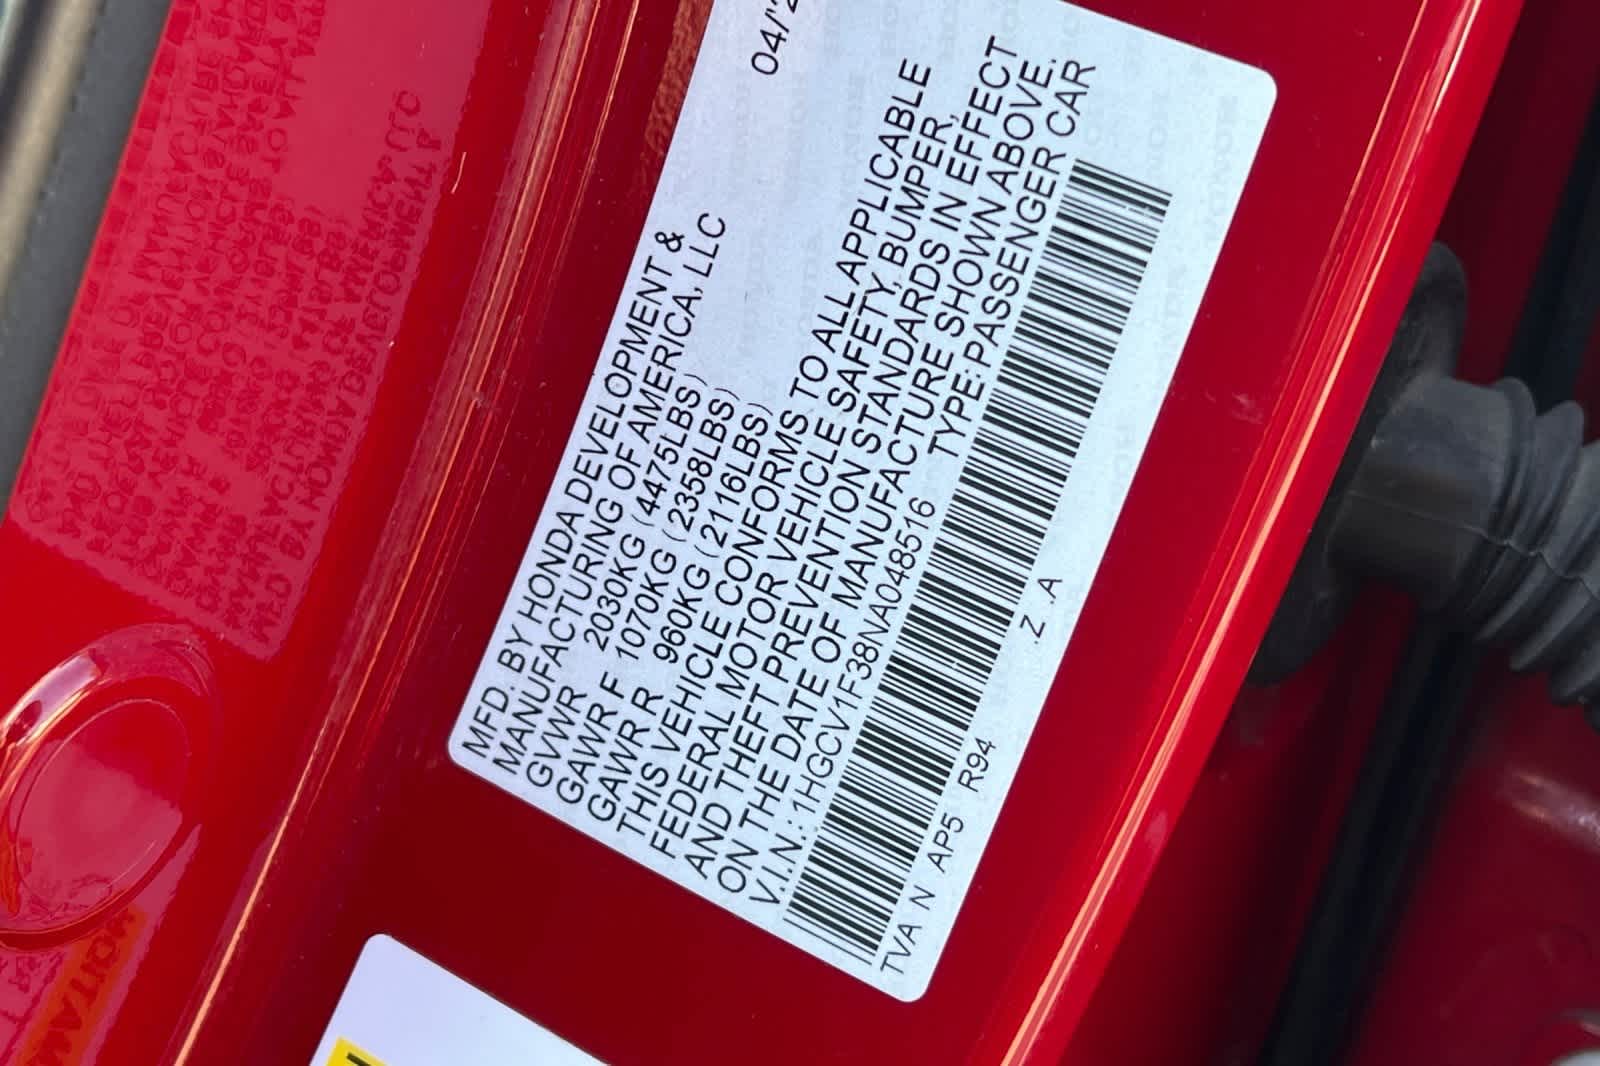 04/'2
MFD. BY HONDA DEVELOPMENT &
MANUFACTURING OF AMERICA, LLC
GVWR 2030KG (4475LBS)
GAWR F 1070KG (2358LBS)
GAWR R 960KG (2116LBS)
THIS VEHICLE CONFORMS TO ALL APPLICABLE
FEDERAL MOTOR VEHICLE SAFETY, BUMPER,
AND THEFT PREVENTION STANDARDS IN EFFECT
ON THE DATE OF MANUFACTURE SHOWN ABOVE.
V.I.N.: 1HGCV1F38NA048516 TYPE: PASSENGER CAR
TVA N AP5 R94 Z . A